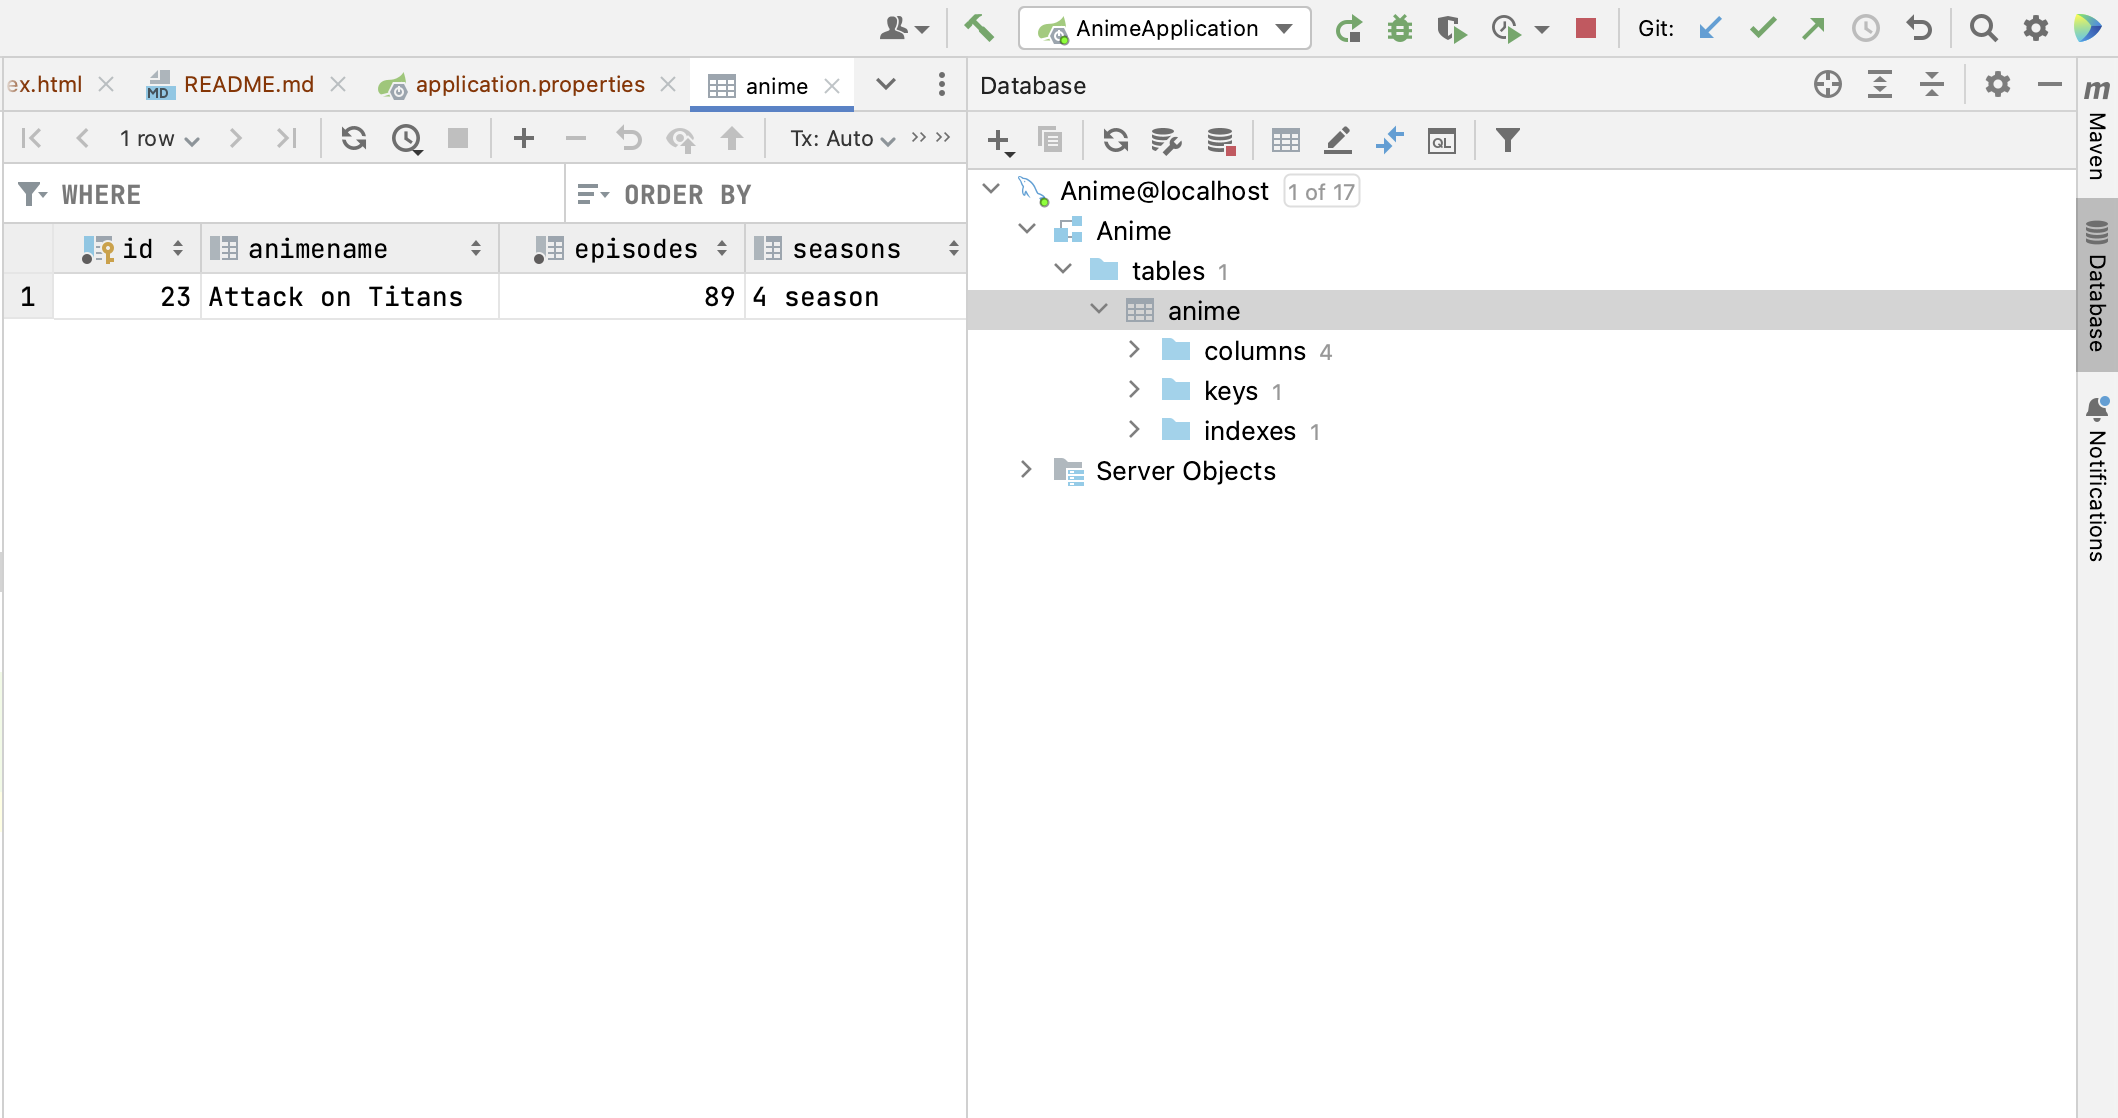 AnimeApplication
Git:
ex.html
README.md
application.properties
anime
Database
1 row
Tx: Auto
WHERE
ORDER BY
id
animename
episodes
seasons
1
23
Attack on Titans
89
4 season
QL
Anime@localhost
1 of 17
Anime
tables 1
anime
columns 4
keys 1
indexes 1
Server Objects
m
Maven
Database
Notifications
MD